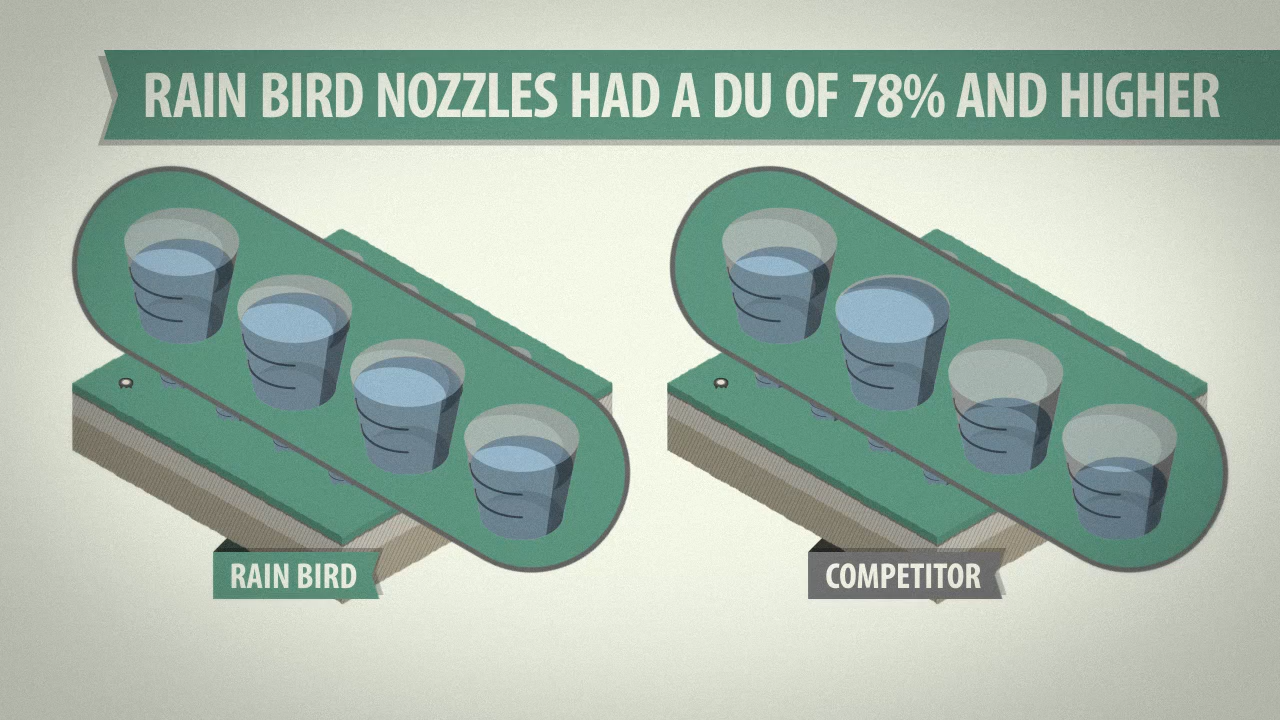 RAIN BIRD NOZZLES HAD A DU OF 78% AND HIGHER
RAIN BIRD
COMPETITOR